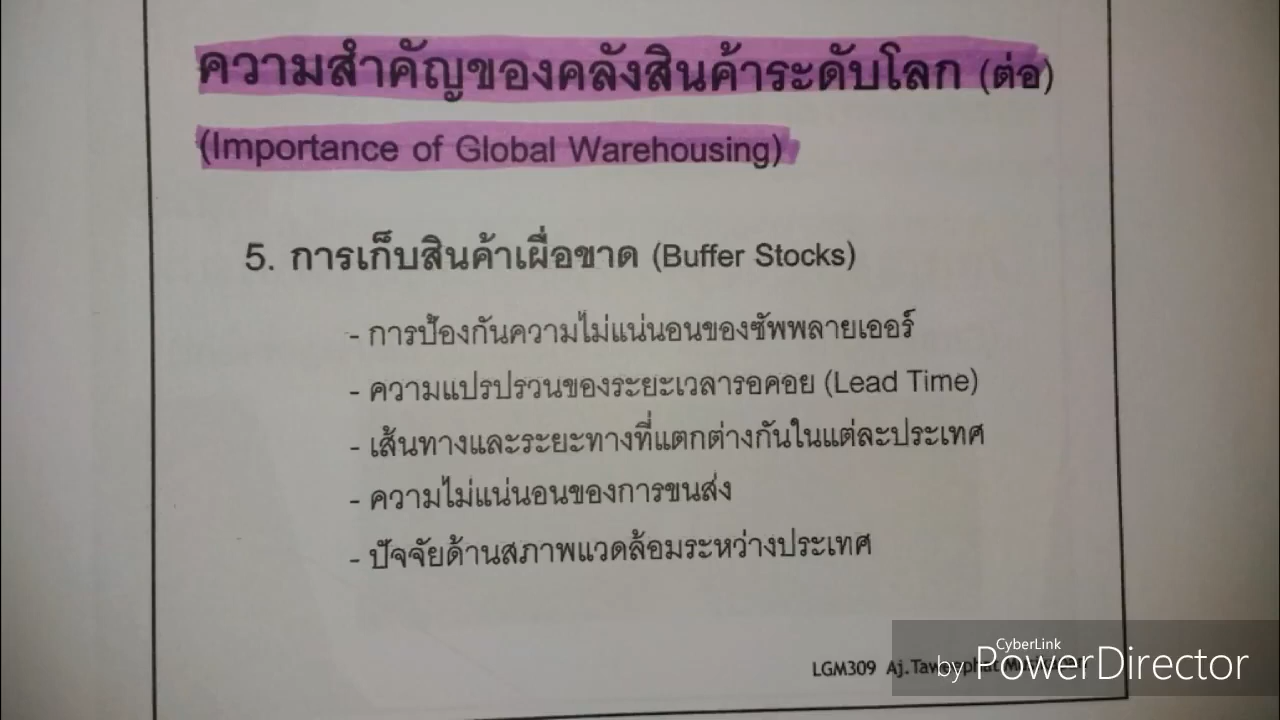 ความสำคัญของคลังสินค้าระดับโลก (ต่อ)
(Importance of Global Warehousing)
5. การเก็บสินค้าเผื่อขาด (Buffer Stocks)
- การป้องกันความไม่แน่นอนของซัพพลายเออร์
- ความแปรปรวนของระยะเวลารอคอย (Lead Time)
- เส้นทางและระยะทางที่แตกต่างกันในแต่ละประเทศ
- ความไม่แน่นอนของการขนส่ง
- ปัจจัยด้านสภาพแวดล้อมระหว่างประเทศ
LGM309 Aj.
CyberLink
by PowerDirector